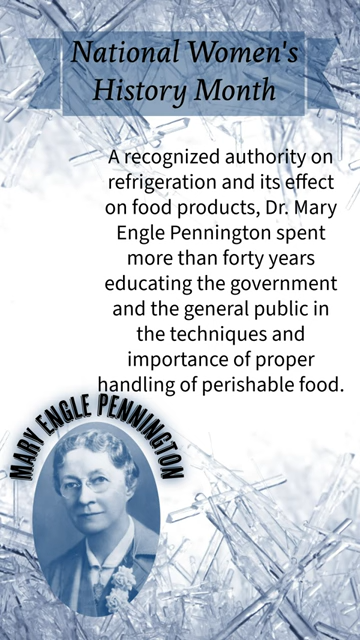 National Women's
History Month
A recognized authority on
refrigeration and its effect
on food products, Dr. Mary
Engle Pennington spent
more than forty years
educating the government
and the general public in
the techniques and
importance of proper
handling of perishable food.
MARY ENGLE PENNINGTON